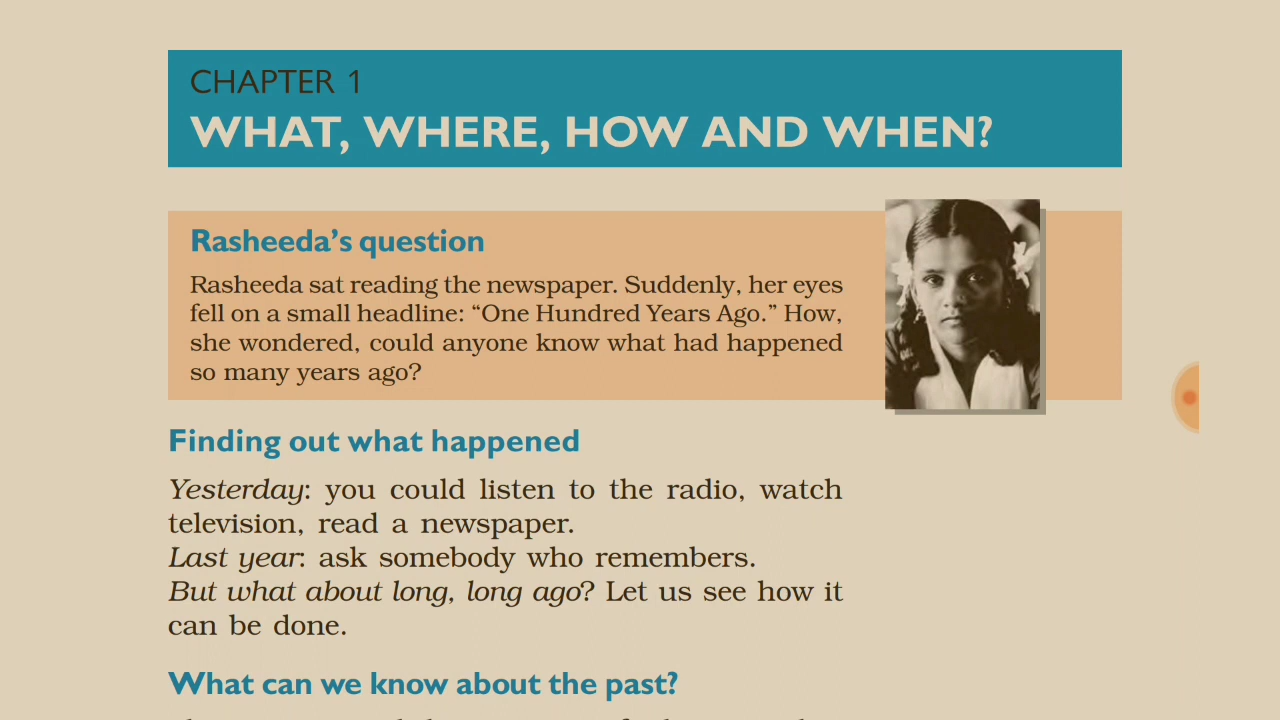 CHAPTER 1
WHAT, WHERE, HOW AND WHEN?
Rasheeda’s question
Rasheeda sat reading the newspaper. Suddenly, her eyes
fell on a small headline: “One Hundred Years Ago.” How,
she wondered, could anyone know what had happened
so many years ago?
Finding out what happened
Yesterday: you could listen to the radio, watch
television, read a newspaper.
Last year: ask somebody who remembers.
But what about long, long ago? Let us see how it
can be done.
What can we know about the past?